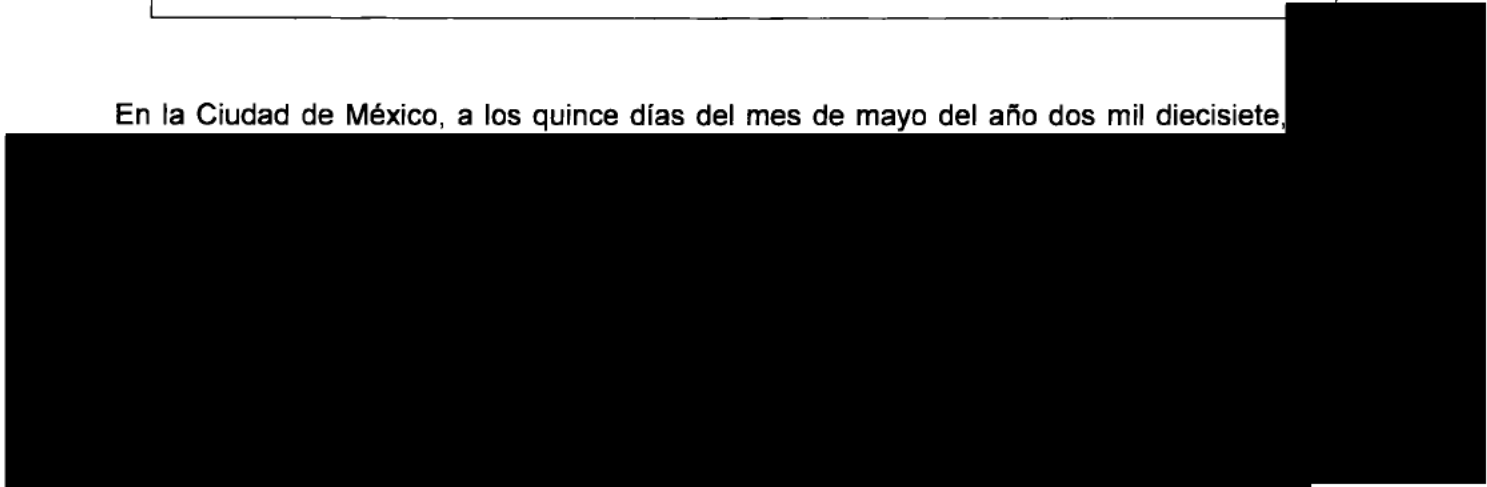 En la Ciudad de México, a los quince días del mes de mayo del año dos mil diecisiete,